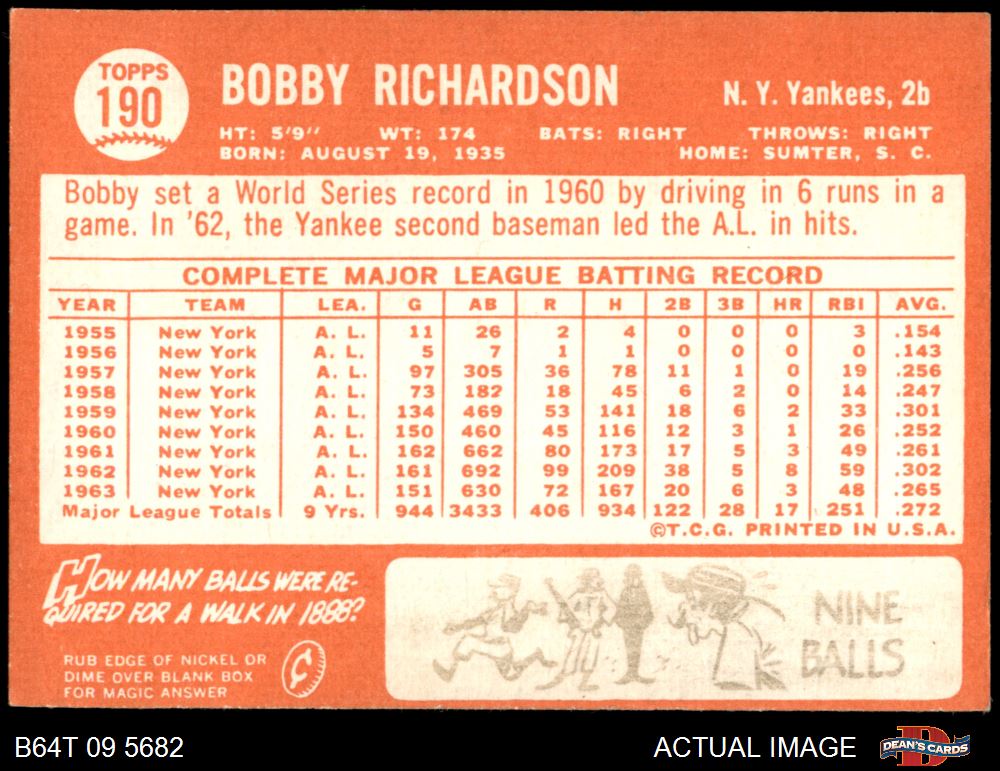 TOPPS
190
BOBBY RICHARDSON
N. Y. Yankees, 2b
HT: 5'9" WT: 174 BATS: RIGHT THROWS: RIGHT
BORN: AUGUST 19, 1935 HOME: SUMTER, S. C.
Bobby set a World Series record in 1960 by driving in 6 runs in a
game. In '62, the Yankee second baseman led the A.L. in hits.
COMPLETE MAJOR LEAGUE BATTING RECORD
YEAR TEAM LEA. G AB R H 2B 3B HR RBI AVG.
1955 New York A. L. 11 26 2 4 0 0 0 3 .154
1956 New York A. L. 5 7 1 1 0 0 0 0 .143
1957 New York A. L. 97 305 36 78 11 1 0 19 .256
1958 New York A. L. 73 182 18 45 6 2 0 14 .247
1959 New York A. L. 134 469 53 141 18 6 2 33 .301
1960 New York A. L. 150 460 45 116 12 3 1 26 .252
1961 New York A. L. 162 662 80 173 17 5 3 49 .261
1962 New York A. L. 161 692 99 209 38 5 8 59 .302
1963 New York A. L. 151 630 72 167 20 6 3 48 .265
Major League Totals 9 Yrs. 944 3433 406 934 122 28 17 251 .272
©T.C.G. PRINTED IN U.S.A.
HOW MANY BALLS WERE RE-
QUIRED FOR A WALK IN 1888?
RUB EDGE OF NICKEL OR
DIME OVER BLANK BOX
FOR MAGIC ANSWER
¢
NINE
BALLS
B64T 09 5682
ACTUAL IMAGE
DEAN'S CARDS